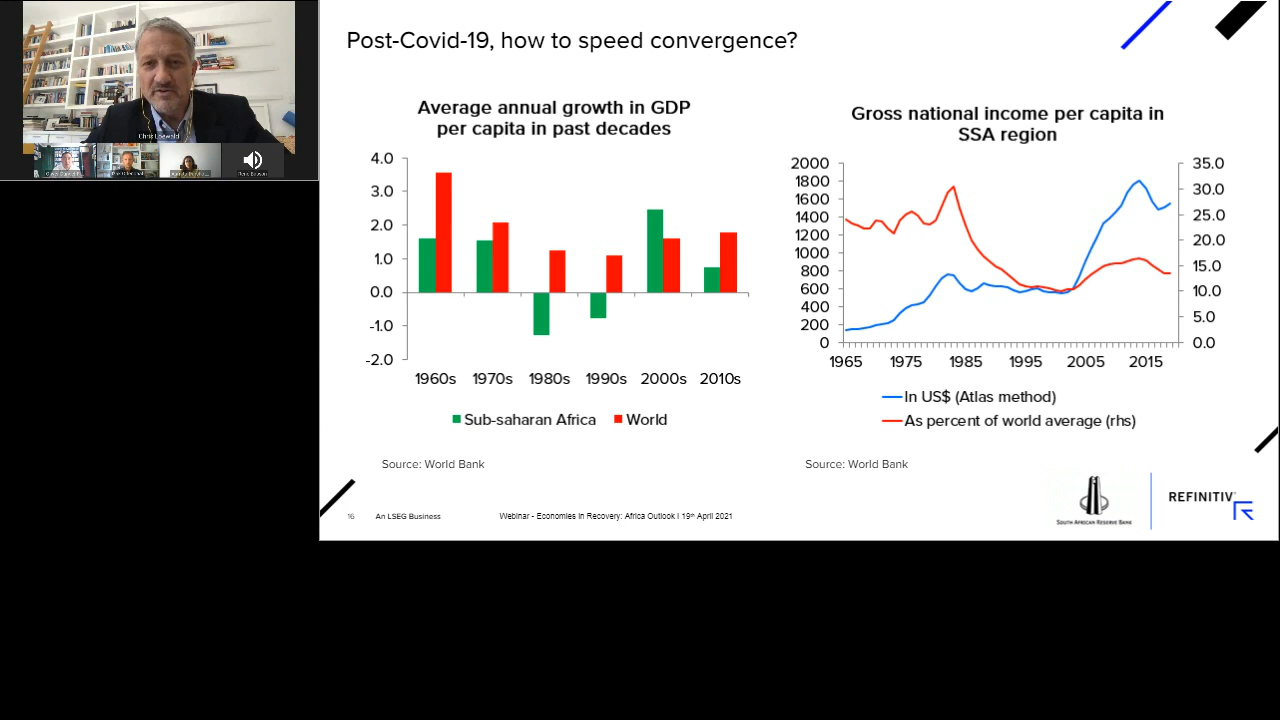 Post-Covid-19, how to speed convergence?
Average annual growth in GDP
per capita in past decades
4.0
3.0
2.0
1.0
0.0
-1.0
-2.0
1960s 1970s 1980s 1990s 2000s 2010s
Sub-saharan Africa World
Source: World Bank
Gross national income per capita in
SSA region
2000
1800
1600
1400
1200
1000
800
600
400
200
0
35.0
30.0
25.0
20.0
15.0
10.0
5.0
0.0
1965 1975 1985 1995 2005 2015
In US$ (Atlas method)
As percent of world average (rhs)
Source: World Bank
16 An LSEG Business Webinar - Economies in Recovery: Africa Outlook I 19th April 2021
SOUTH AFRICAN RESERVE BANK
REFINITIV